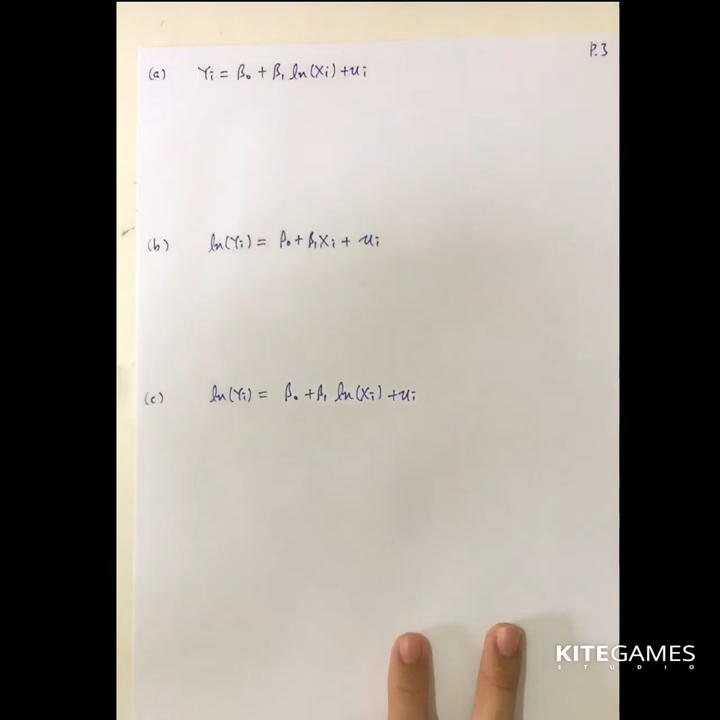 P.3
(a) Yi = β₀ + β₁ ln(Xi) + ui
(b) ln(Yi) = β₀ + β₁Xi + ui
(c) ln(Yi) = β₀ + β₁ ln(Xi) + ui
KITEGAMES
STUDIO